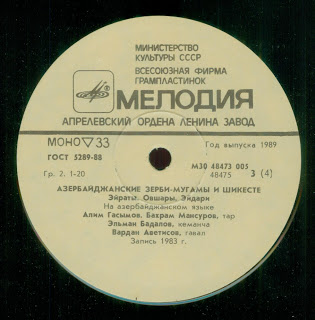 МИНИСТЕРСТВО
КУЛЬТУРЫ СССР
ВСЕСОЮЗНАЯ ФИРМА
ГРАМПЛАСТИНОК
МЕЛОДИЯ
АПРЕЛЕВСКИЙ ОРДЕНА ЛЕНИНА ЗАВОД
МОНО ▽ 33
Год выпуска 1989
ГОСТ 5289-88
М30 48473 005
Гр. 2. 1-20
48475 3 (4)
АЗЕРБАЙДЖАНСКИЕ ЗЕРБИ-МУГАМЫ И ШИКЕСТЕ
Эйраты, Овшары, Эйдари
На азербайджанском языке
Алим Гасымов, Бахрам Мансуров, тар
Эльман Бадалов, кеманча
Вардан Аветисов, гавал
Запись 1983 г.